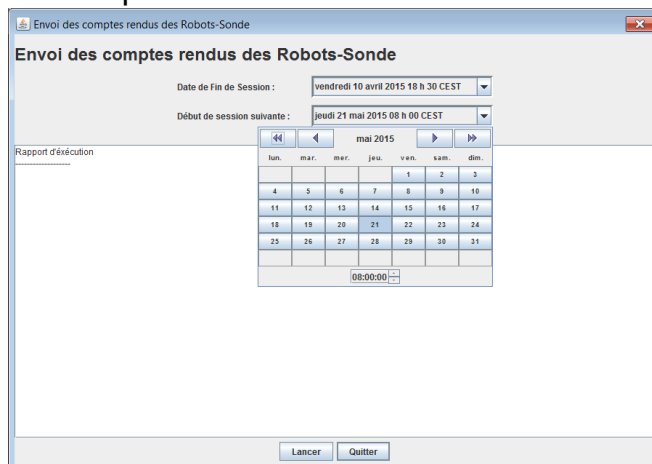 Envoi des comptes rendus des Robots-Sonde
Envoi des comptes rendus des Robots-Sonde
Date de Fin de Session : vendredi 10 avril 2015 18 h 30 CEST
Début de session suivante : jeudi 21 mai 2015 08 h 00 CEST
mai 2015
lun. mar. mer. jeu. ven. sam. dim.
1 2 3
4 5 6 7 8 9 10
11 12 13 14 15 16 17
18 19 20 21 22 23 24
25 26 27 28 29 30 31
08:00:00
Rapport d'éxécution
--------------------
Lancer Quitter